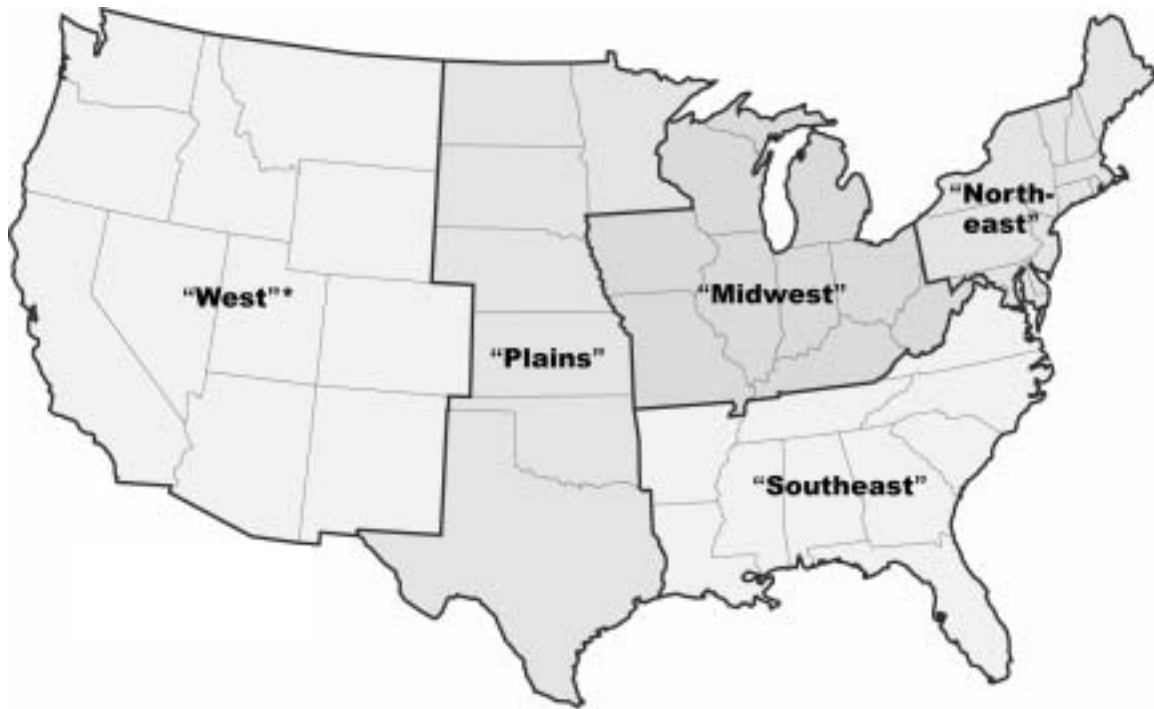 “North-
east”
“West”*
“Midwest”
“Plains”
“Southeast”